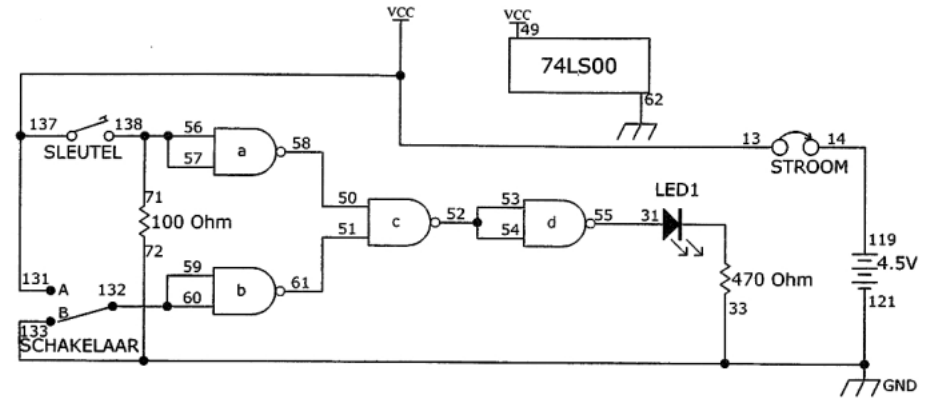 VCC
VCC
49
74LS00
62
137
138
SLEUTEL
56
57
a
58
13
14
STROOM
71
100 Ohm
72
50
51
c
52
53
54
d
55
31
LED1
59
60
b
61
131
A
132
B
133
SCHAKELAAR
470 Ohm
33
119
4.5V
121
GND